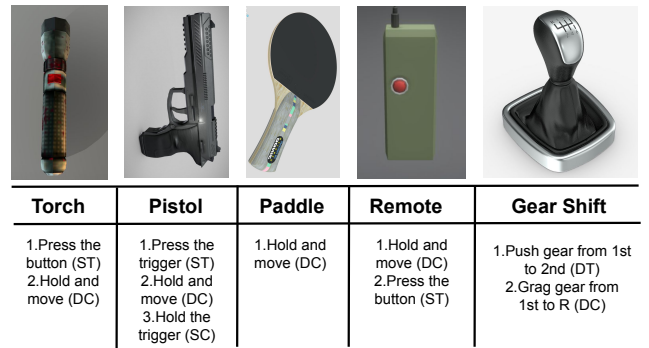 Torch
Pistol
Paddle
Remote
Gear Shift
1.Press the
button (ST)
2.Hold and
move (DC)
1.Press the
trigger (ST)
2.Hold and
move (DC)
3.Hold the
trigger (SC)
1.Hold and
move (DC)
1.Hold and
move (DC)
2.Press the
button (ST)
1.Push gear from 1st
to 2nd (DT)
2.Grag gear from
1st to R (DC)